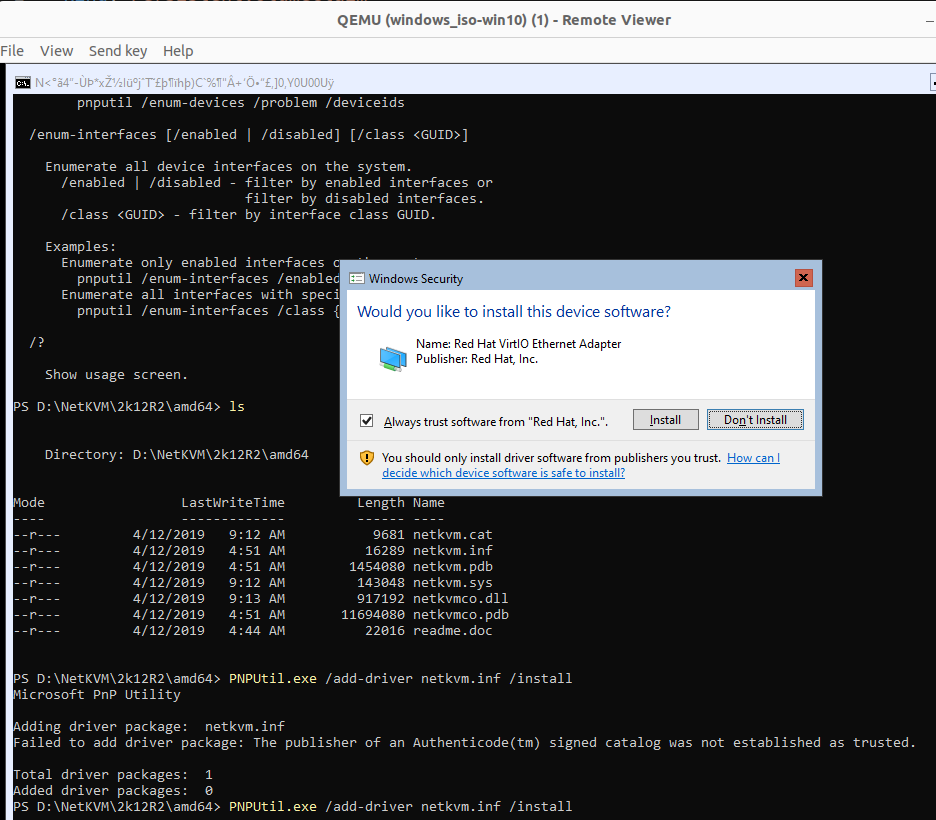 QEMU (windows_iso-win10) (1) - Remote Viewer
File View Send key Help
pnputil /enum-devices /problem /deviceids
/enum-interfaces [/enabled | /disabled] [/class <GUID>]
Enumerate all device interfaces on the system.
/enabled | /disabled - filter by enabled interfaces or
filter by disabled interfaces.
/class <GUID> - filter by interface class GUID.
Examples:
Enumerate only enabled interfaces
pnputil /enum-interfaces /enabled
Enumerate all interfaces with speci
pnputil /enum-interfaces /class {
/?
Show usage screen.
PS D:\NetKVM\2k12R2\amd64> ls
Directory: D:\NetKVM\2k12R2\amd64
Mode LastWriteTime Length Name
---- ------------- ------ ----
--r--- 4/12/2019 9:12 AM 9681 netkvm.cat
--r--- 4/12/2019 4:51 AM 16289 netkvm.inf
--r--- 4/12/2019 4:51 AM 1454080 netkvm.pdb
--r--- 4/12/2019 9:12 AM 143048 netkvm.sys
--r--- 4/12/2019 9:13 AM 917192 netkvmco.dll
--r--- 4/12/2019 4:51 AM 11694080 netkvmco.pdb
--r--- 4/12/2019 4:44 AM 22016 readme.doc
PS D:\NetKVM\2k12R2\amd64> PNPUtil.exe /add-driver netkvm.inf /install
Microsoft PnP Utility
Adding driver package: netkvm.inf
Failed to add driver package: The publisher of an Authenticode(tm) signed catalog was not established as trusted.
Total driver packages: 1
Added driver packages: 0
PS D:\NetKVM\2k12R2\amd64> PNPUtil.exe /add-driver netkvm.inf /install
Windows Security
Would you like to install this device software?
Name: Red Hat VirtIO Ethernet Adapter
Publisher: Red Hat, Inc.
Always trust software from "Red Hat, Inc.".
Install
Don't Install
You should only install driver software from publishers you trust. How can I
decide which device software is safe to install?